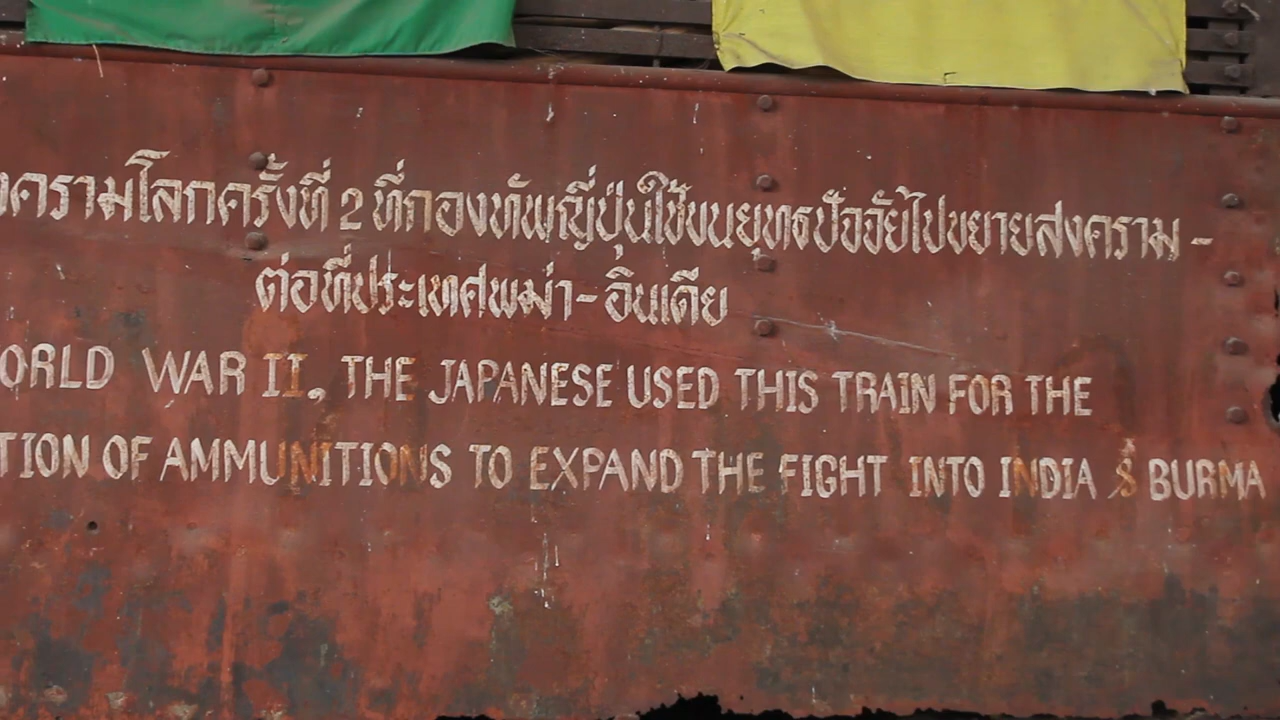 งครามโลกครั้งที่ 2 ที่กองทัพญี่ปุ่นใช้ขนยุทธปัจจัยไปขยายสงคราม -
ต่อที่ประเทศพม่า - อินเดีย
ORLD WAR II, THE JAPANESE USED THIS TRAIN FOR THE
TION OF AMMUNITIONS TO EXPAND THE FIGHT INTO INDIA & BURMA